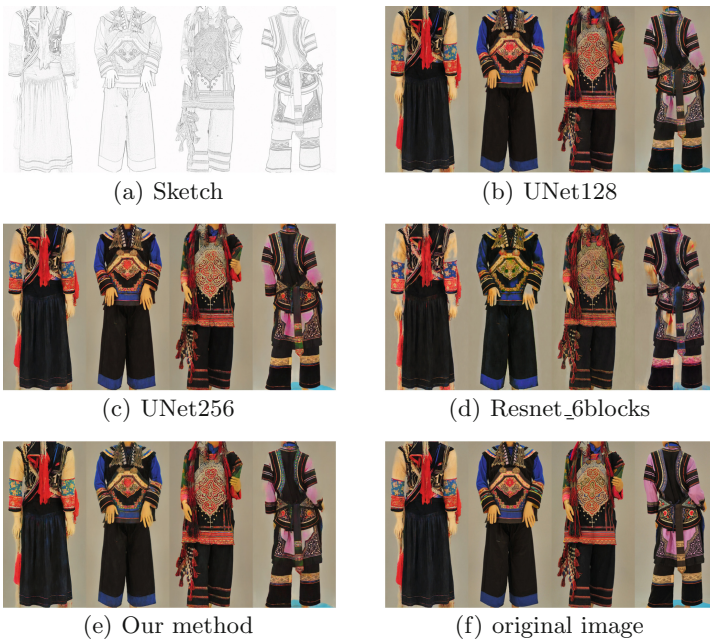 (a) Sketch
(b) UNet128
(c) UNet256
(d) Resnet_6blocks
(e) Our method
(f) original image